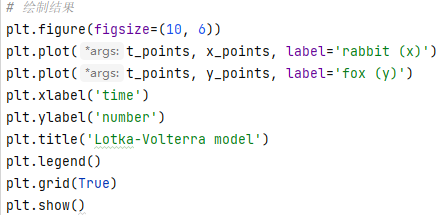 # 绘制结果
plt.figure(figsize=(10, 6))
plt.plot( *args: t_points, x_points, label='rabbit (x)')
plt.plot( *args: t_points, y_points, label='fox (y)')
plt.xlabel('time')
plt.ylabel('number')
plt.title('Lotka-Volterra model')
plt.legend()
plt.grid(True)
plt.show()